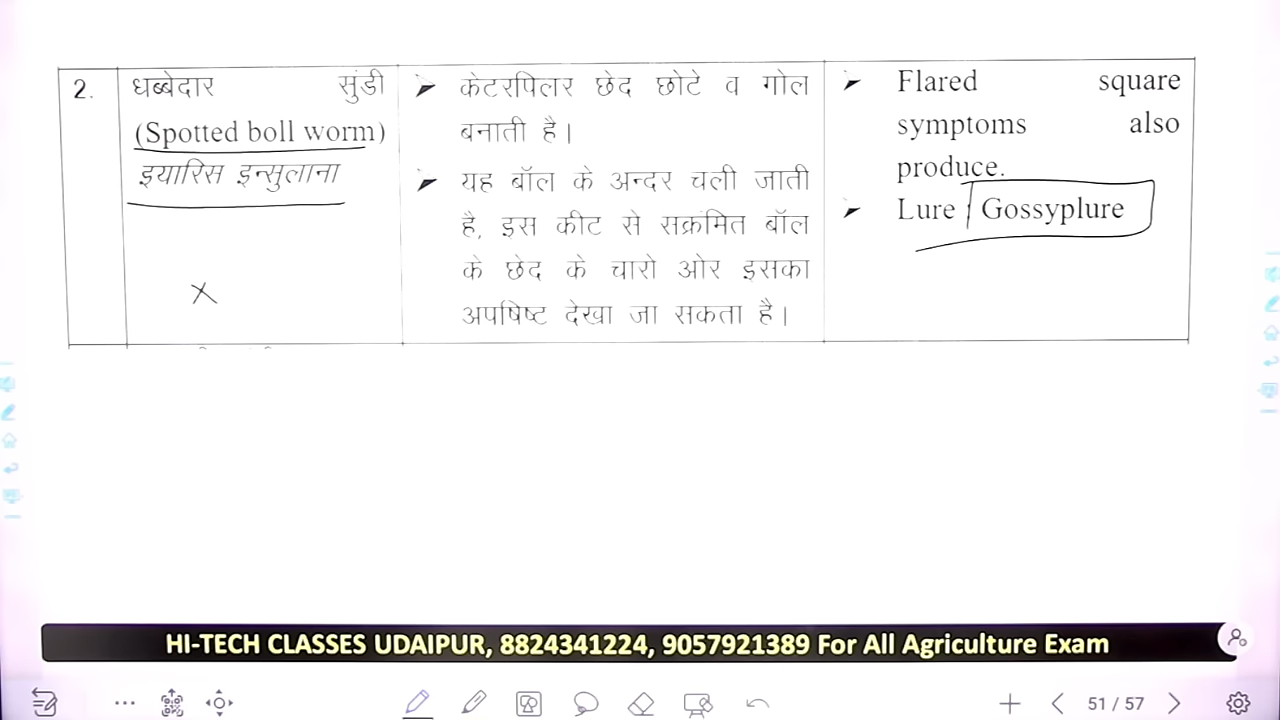 2.
धब्बेदार सुंडी
(Spotted boll worm)
इयारिस इन्सुलाना
➢ केटरपिलर छेद छोटे व गोल
बनाती है।
➢ यह बॉल के अन्दर चली जाती
है, इस कीट से सक्रंमित बॉल
के छेद के चारो ओर इसका
अपषिष्ट देखा जा सकता है।
➢ Flared square
symptoms also
produce.
➢ Lure Gossyplure
HI-TECH CLASSES UDAIPUR, 8824341224, 9057921389 For All Agriculture Exam
51 / 57